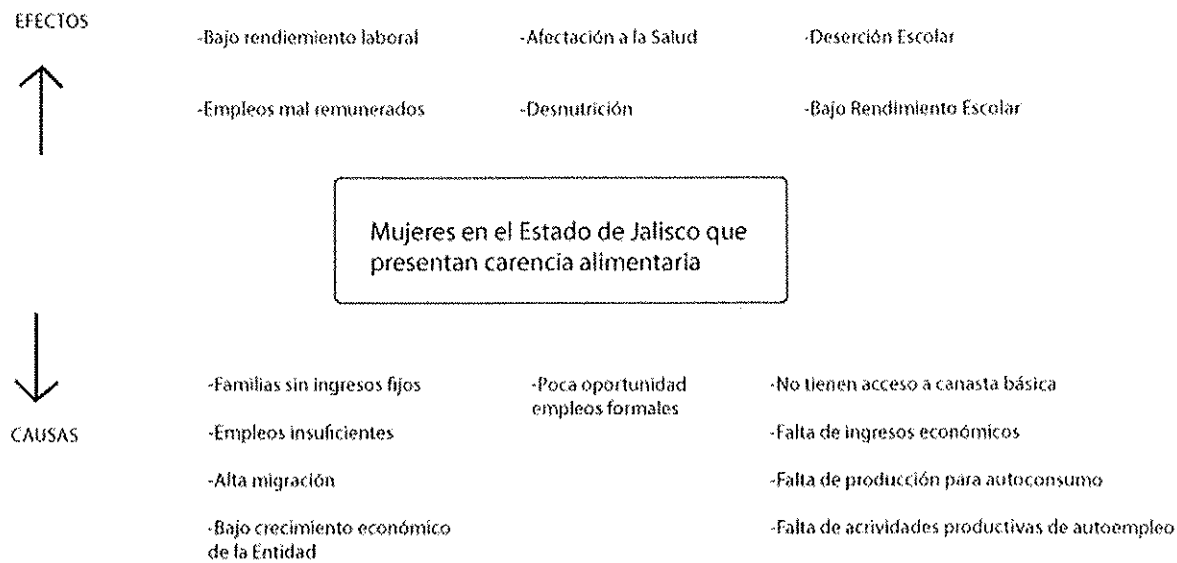 EFECTOS
-Bajo rendiemiento laboral
-Afectación a la Salud
-Deserción Escolar
-Empleos mal remunerados
-Desnutrición
-Bajo Rendimiento Escolar
Mujeres en el Estado de Jalisco que
presentan carencia alimentaria
-Familias sin ingresos fijos
-Poca oportunidad
empleos formales
-No tienen acceso a canasta básica
CAUSAS
-Empleos insuficientes
-Falta de ingresos económicos
-Alta migración
-Falta de producción para autoconsumo
-Bajo crecimiento económico
de la Entidad
-Falta de acrividades productivas de autoempleo